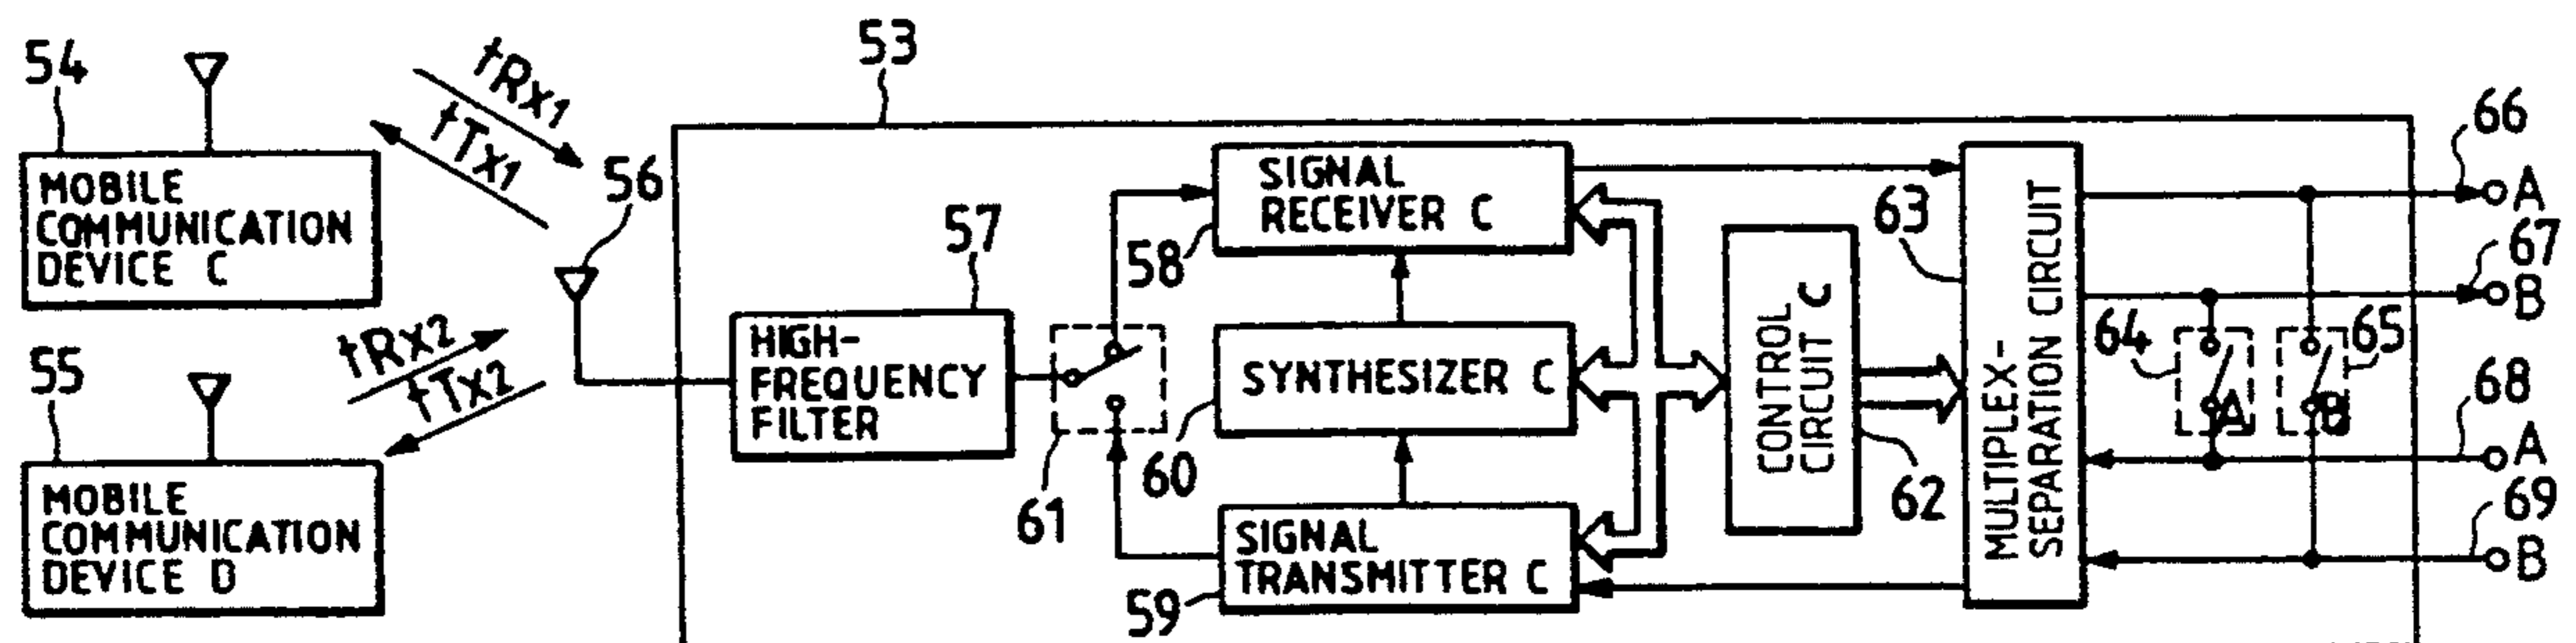 54
MOBILE
COMMUNICATION
DEVICE C
tRx1
tTx1
55
MOBILE
COMMUNICATION
DEVICE D
tRx2
tTx2
56
53
57
HIGH-
FREQUENCY
FILTER
61
58
SIGNAL
RECEIVER C
60
SYNTHESIZER C
59
SIGNAL
TRANSMITTER C
CONTROL
CIRCUIT C
62
63
MULTIPLEX-
SEPARATION CIRCUIT
64
A
65
B
66
A
67
B
68
A
69
B